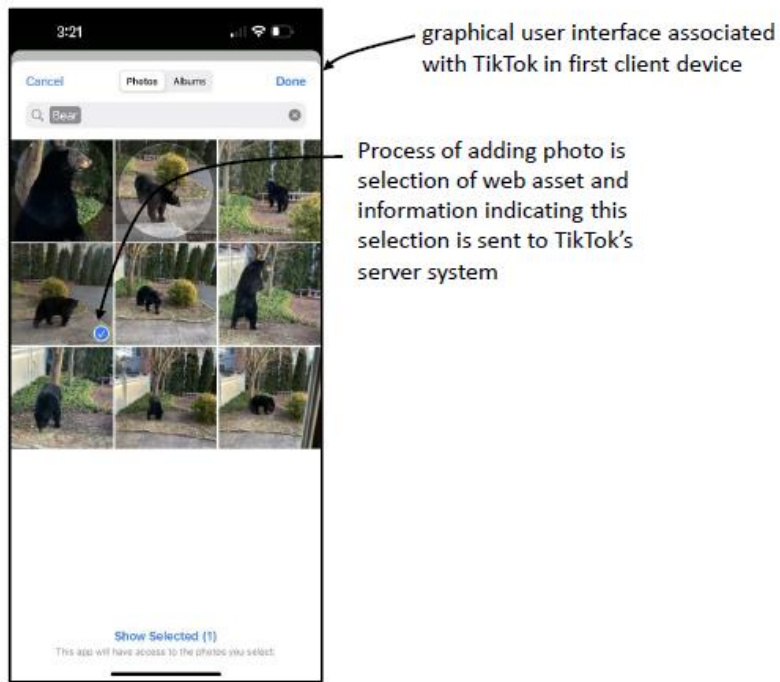 3:21
graphical user interface associated
with TikTok in first client device
Cancel
Photos
Albums
Done
Bear
Process of adding photo is
selection of web asset and
information indicating this
selection is sent to TikTok's
server system
Show Selected (1)
This app will have access to the photos you select.